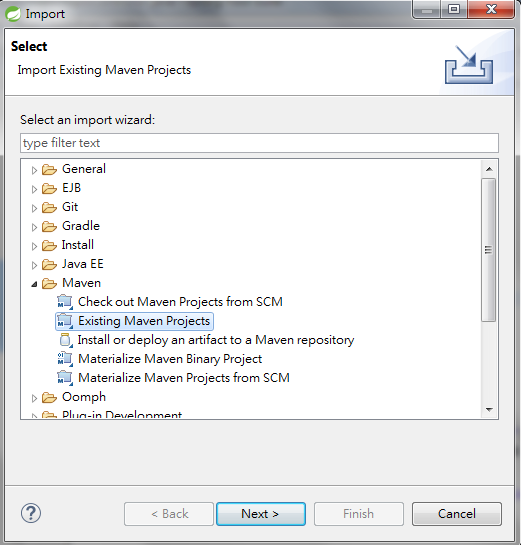 Import
Select
Import Existing Maven Projects
Select an import wizard:
type filter text
General
EJB
Git
Gradle
Install
Java EE
Maven
Check out Maven Projects from SCM
Existing Maven Projects
Install or deploy an artifact to a Maven repository
Materialize Maven Binary Project
Materialize Maven Projects from SCM
Oomph
Plug-in Development
< Back
Next >
Finish
Cancel